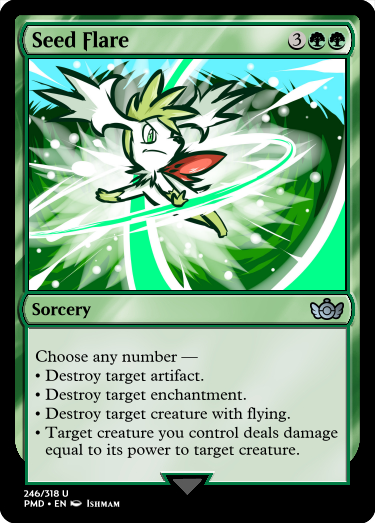 Seed Flare 3
Sorcery
Choose any number —
• Destroy target artifact.
• Destroy target enchantment.
• Destroy target creature with flying.
• Target creature you control deals damage
equal to its power to target creature.
246/318 U
PMD • EN Ishmam